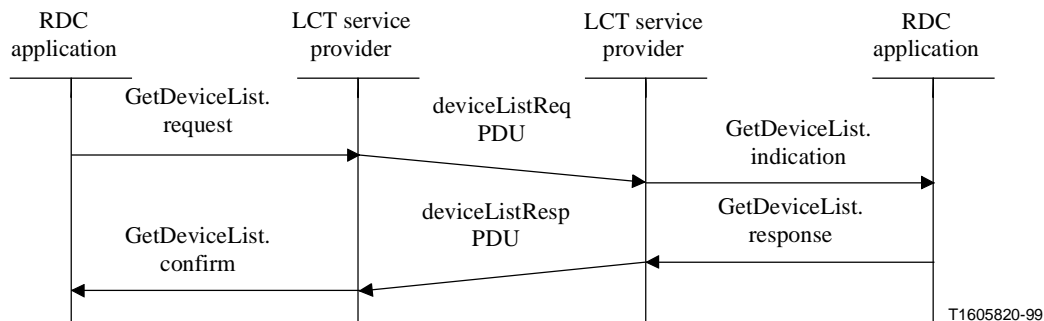 RDC
application
LCT service
provider
LCT service
provider
RDC
application
GetDeviceList.
request
deviceListReq
PDU
GetDeviceList.
indication
GetDeviceList.
confirm
deviceListResp
PDU
GetDeviceList.
response
T1605820-99